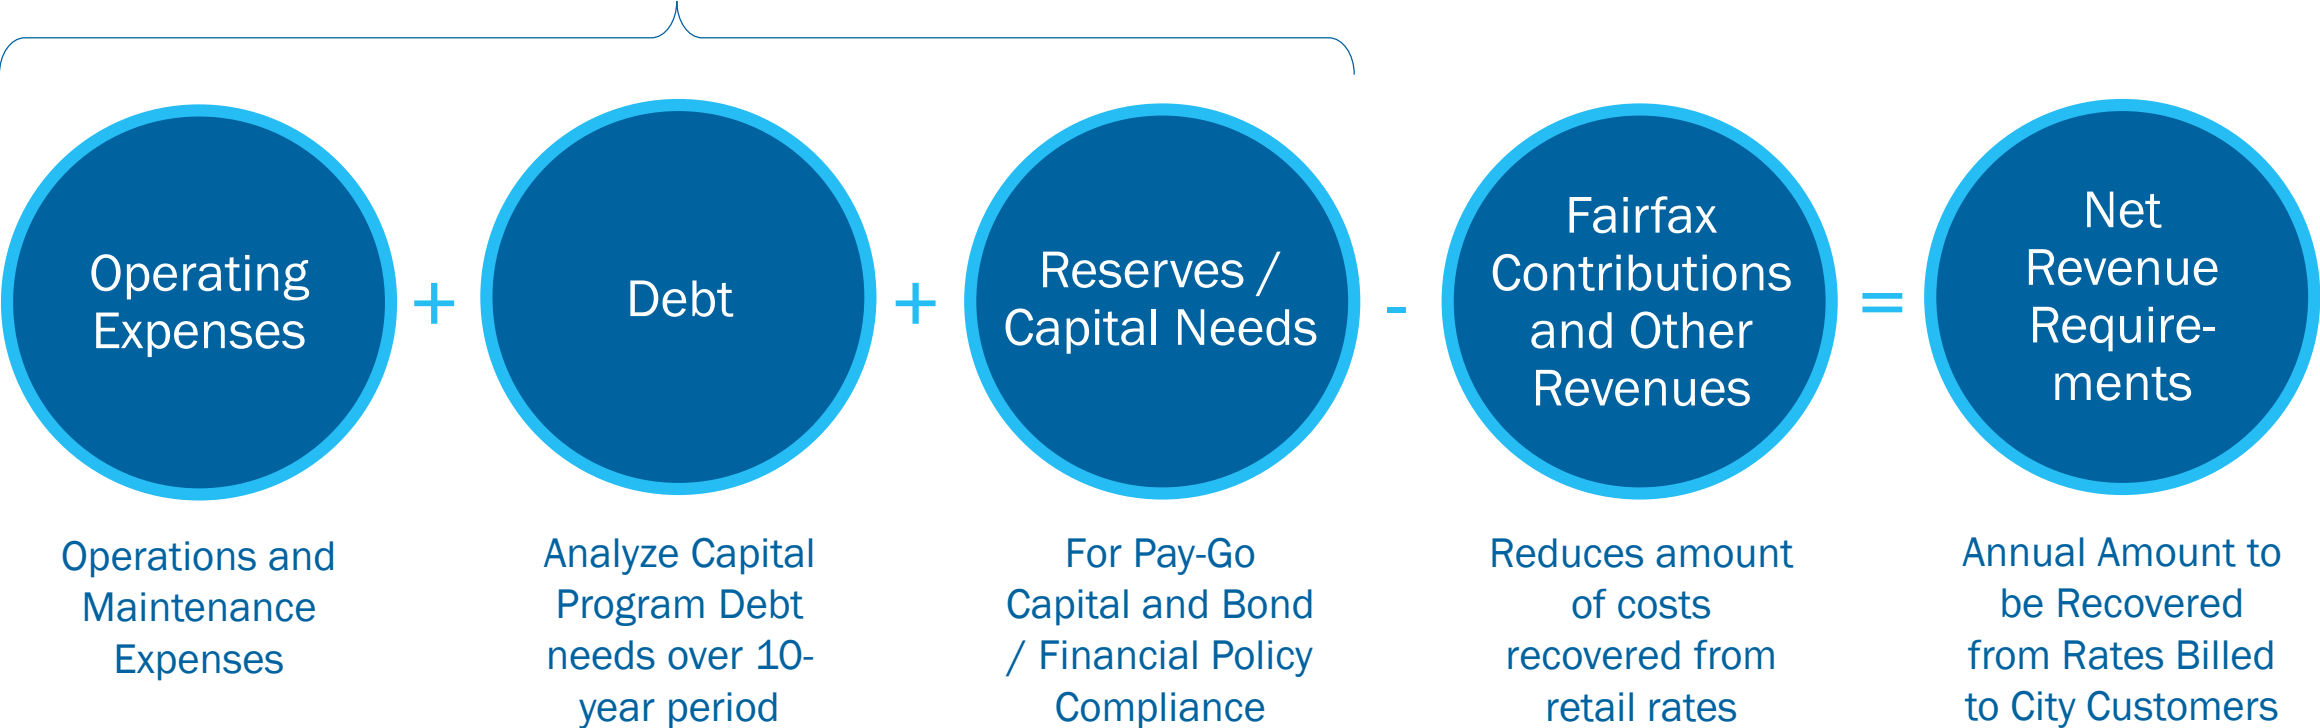 Operating
Expenses
+
Debt
+
Reserves /
Capital Needs
-
Fairfax
Contributions
and Other
Revenues
=
Net
Revenue
Require-
ments
Operations and
Maintenance
Expenses
Analyze Capital
Program Debt
needs over 10-
year period
For Pay-Go
Capital and Bond
/ Financial Policy
Compliance
Reduces amount
of costs
recovered from
retail rates
Annual Amount to
be Recovered
from Rates Billed
to City Customers